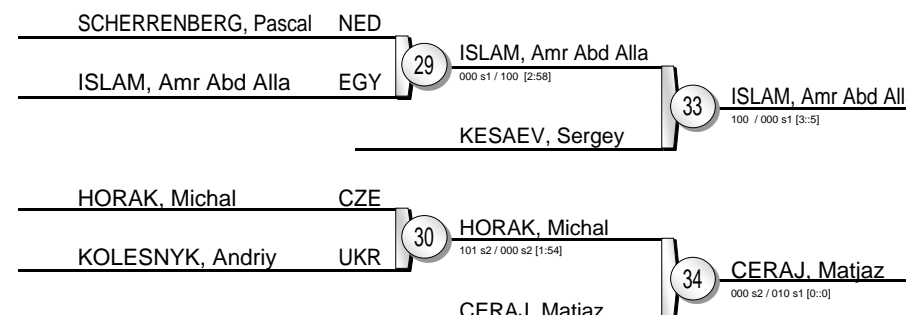 SCHERRENBERG, Pascal NED
ISLAM, Amr Abd Alla EGY
29
ISLAM, Amr Abd Alla
000 s1 / 100 [2:58]
KESAEV, Sergey
33
ISLAM, Amr Abd All
100 / 000 s1 [3::5]
HORAK, Michal CZE
KOLESNYK, Andriy UKR
30
HORAK, Michal
101 s2 / 000 s2 [1:54]
CERAJ, Matjaz
34
CERAJ, Matjaz
000 s2 / 010 s1 [0::0]